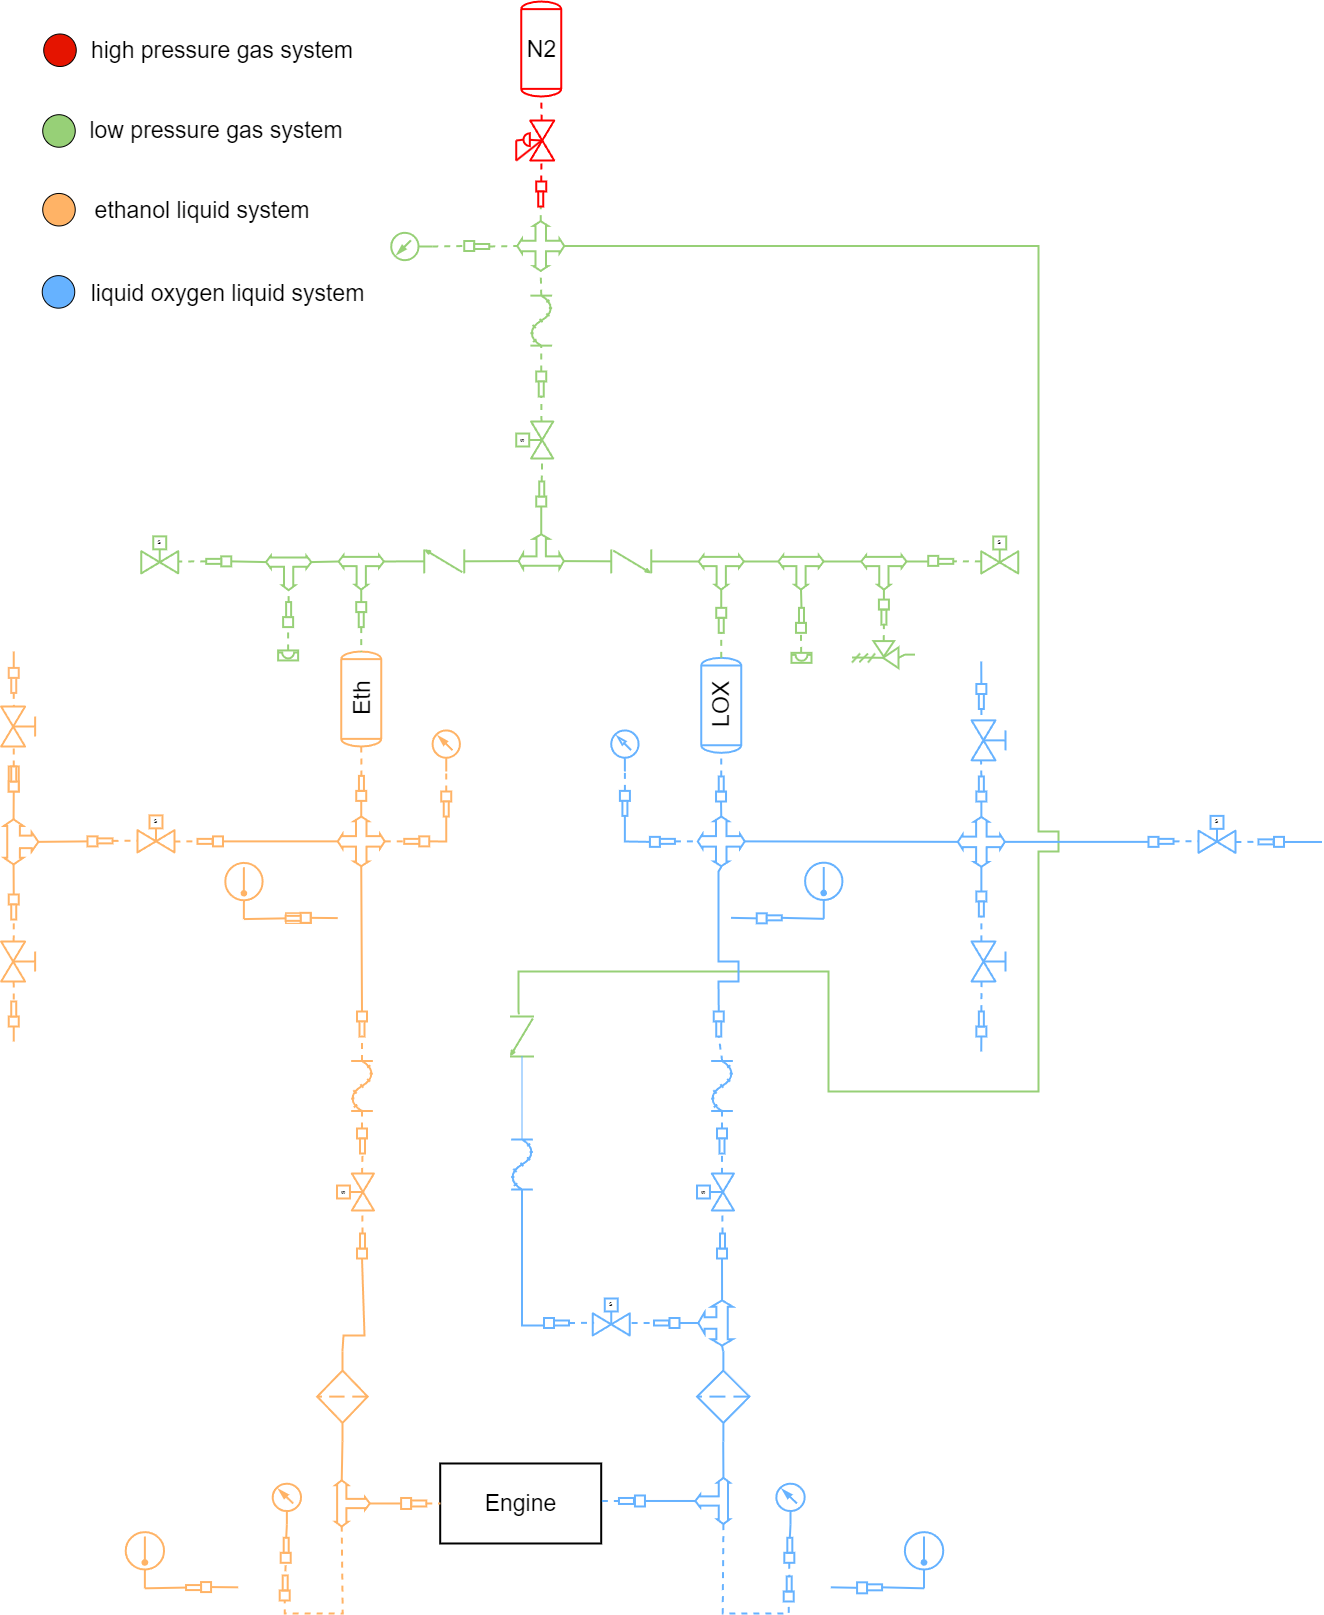 N2
high pressure gas system
low pressure gas system
ethanol liquid system
liquid oxygen liquid system
S
S
S
Eth
LOX
S
S
S
S
S
Engine